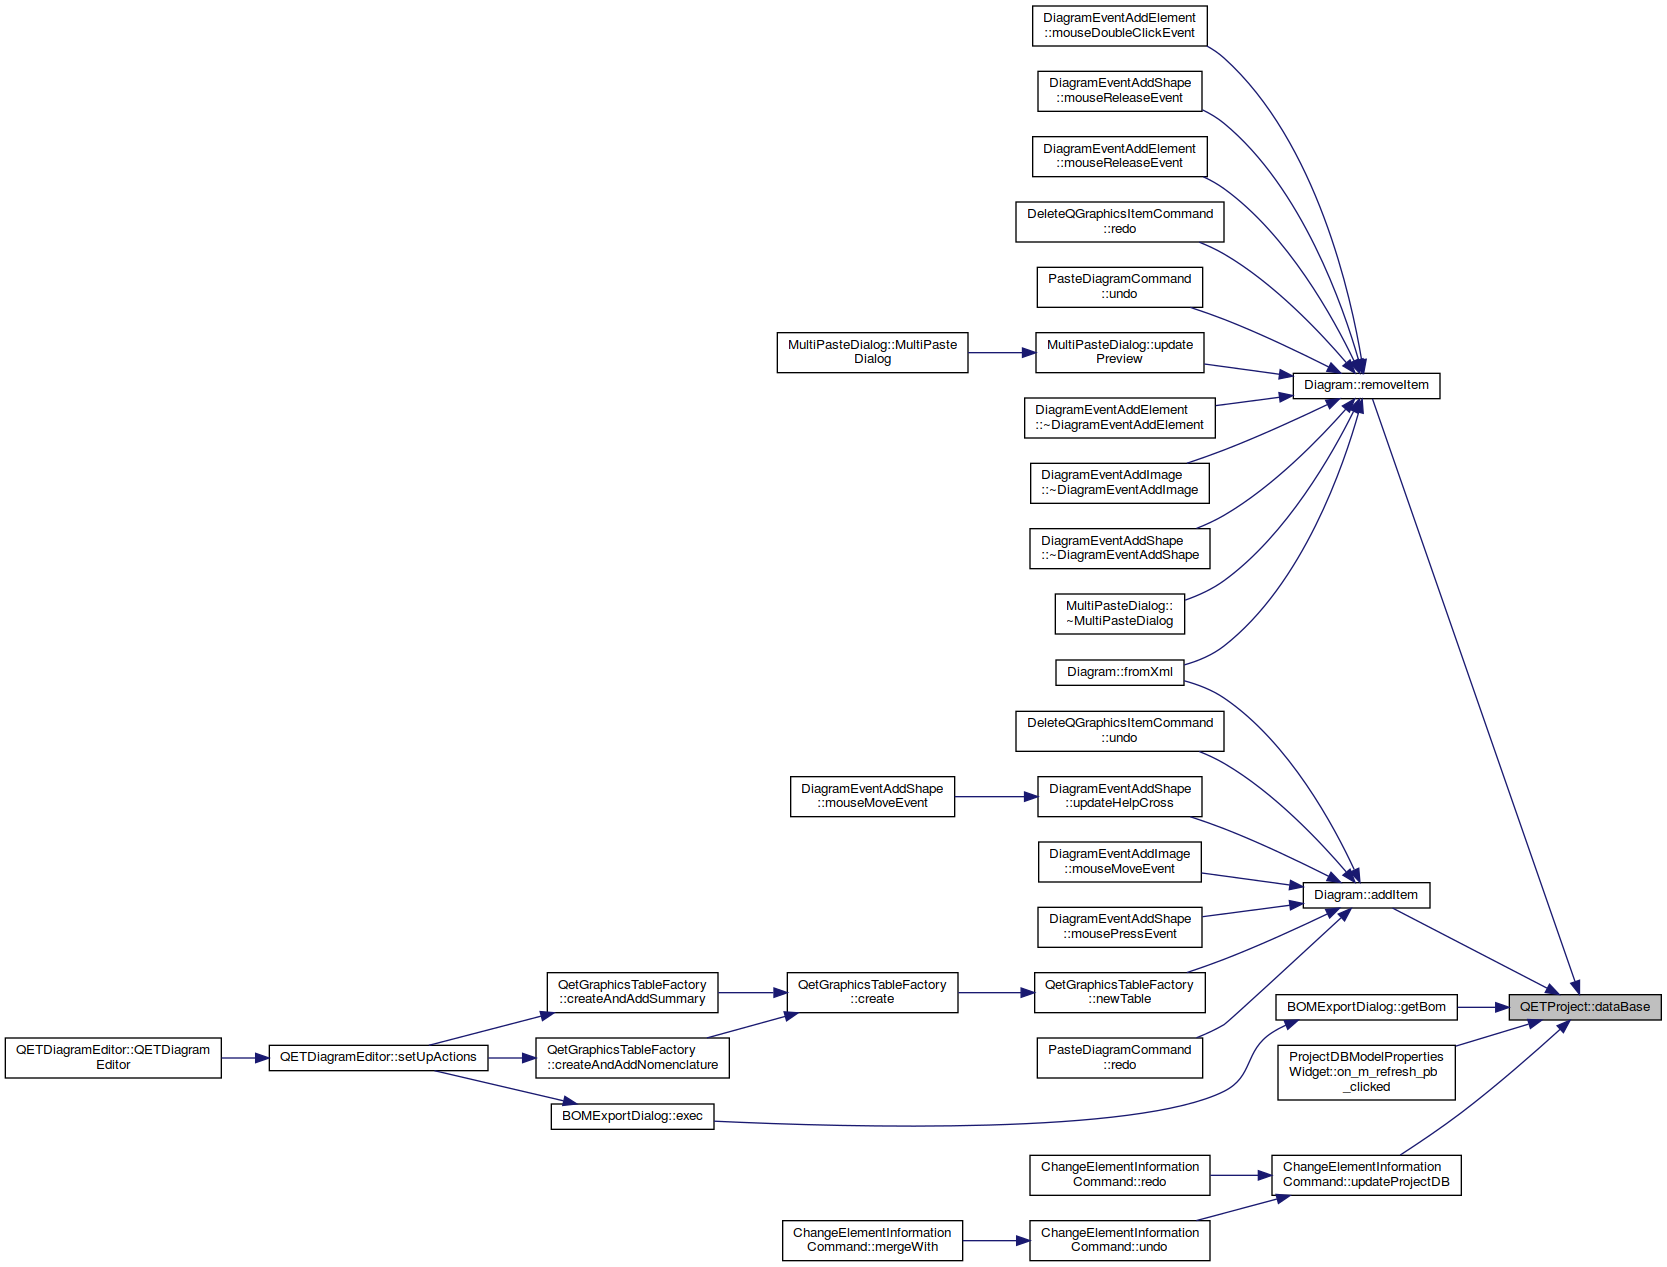 DiagramEventAddElement
::mouseDoubleClickEvent
DiagramEventAddShape
::mouseReleaseEvent
DiagramEventAddElement
::mouseReleaseEvent
DeleteQGraphicsItemCommand
::redo
PasteDiagramCommand
::undo
MultiPasteDialog::MultiPaste
Dialog
MultiPasteDialog::update
Preview
Diagram::removeItem
DiagramEventAddElement
::~DiagramEventAddElement
DiagramEventAddImage
::~DiagramEventAddImage
DiagramEventAddShape
::~DiagramEventAddShape
MultiPasteDialog::
~MultiPasteDialog
Diagram::fromXml
DeleteQGraphicsItemCommand
::undo
DiagramEventAddShape
::mouseMoveEvent
DiagramEventAddShape
::updateHelpCross
DiagramEventAddImage
::mouseMoveEvent
Diagram::addItem
DiagramEventAddShape
::mousePressEvent
QetGraphicsTableFactory
::createAndAddSummary
QetGraphicsTableFactory
::create
QetGraphicsTableFactory
::newTable
BOMExportDialog::getBom
QETProject::dataBase
QETDiagramEditor::QETDiagram
Editor
QETDiagramEditor::setUpActions
QetGraphicsTableFactory
::createAndAddNomenclature
PasteDiagramCommand
::redo
ProjectDBModelProperties
Widget::on_m_refresh_pb
_clicked
BOMExportDialog::exec
ChangeElementInformation
Command::redo
ChangeElementInformation
Command::updateProjectDB
ChangeElementInformation
Command::mergeWith
ChangeElementInformation
Command::undo